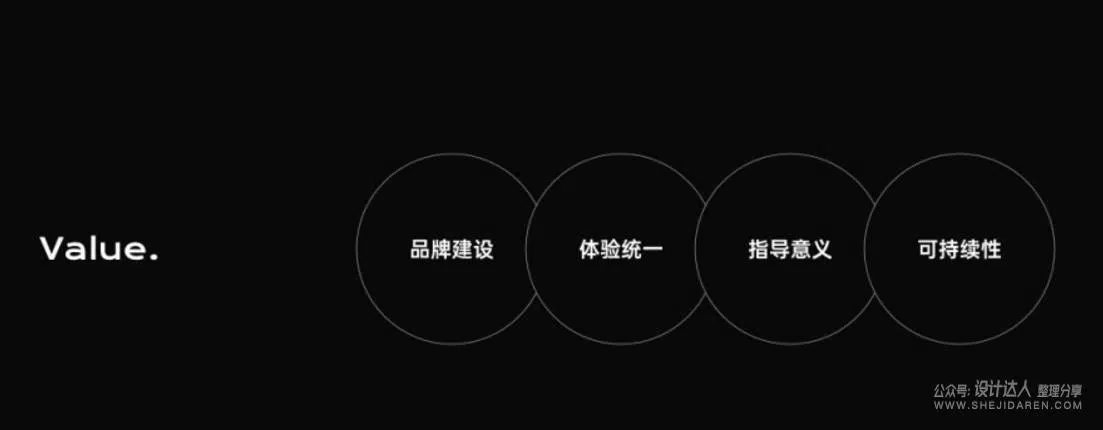 Value.
品牌建设
体验统一
指导意义
可持续性
公众号: 设计达人 整理分享
WWW.SHEJIDAREN.COM